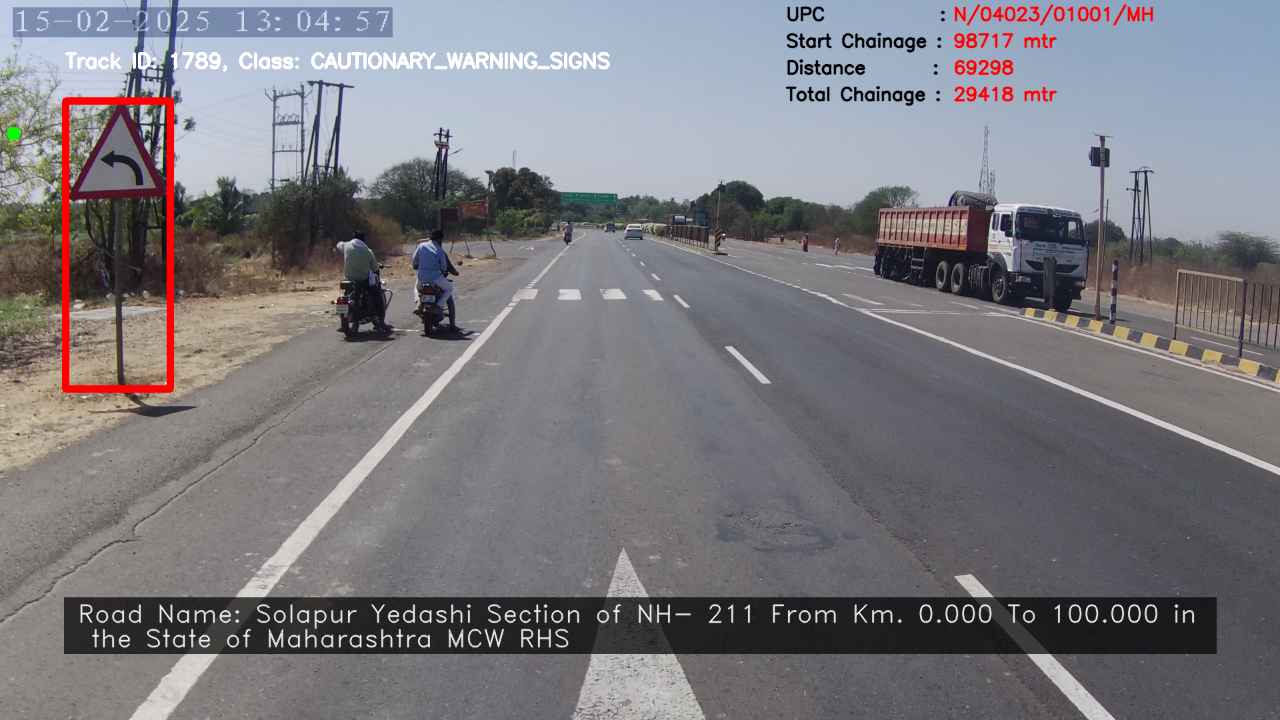 15-02-2025 13:04:57
Track ID: 1789, Class: CAUTIONARY_WARNING_SIGNS
UPC : N/04023/01001/MH
Start Chainage : 98717 mtr
Distance : 69298
Total Chainage : 29418 mtr
Road Name: Solapur Yedashi Section of NH- 211 From Km. 0.000 To 100.000 in
the State of Maharashtra MCW RHS